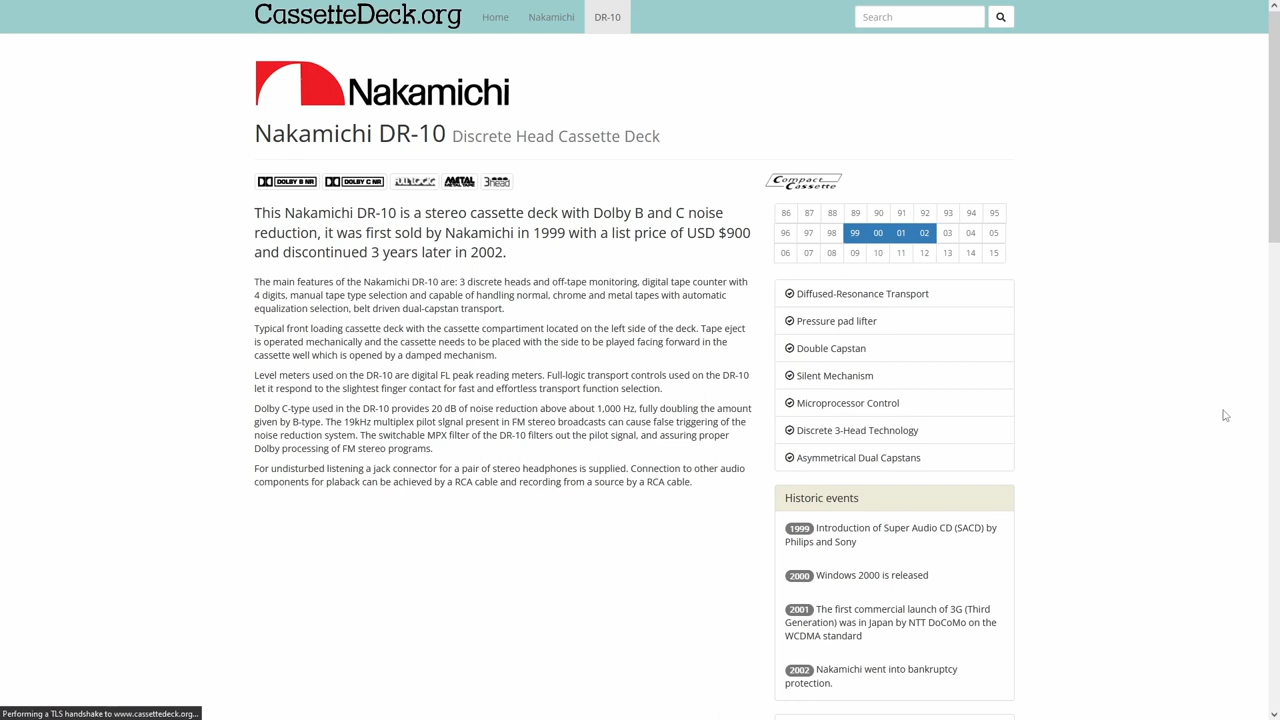 CassetteDeck.org
Home
Nakamichi
DR-10
Search
Nakamichi
Nakamichi DR-10 Discrete Head Cassette Deck
DOLBY B NR
DOLBY C NR
FULL LOGIC
METAL
3head
Compact
Cassette
This Nakamichi DR-10 is a stereo cassette deck with Dolby B and C noise
reduction, it was first sold by Nakamichi in 1999 with a list price of USD $900
and discontinued 3 years later in 2002.
The main features of the Nakamichi DR-10 are: 3 discrete heads and off-tape monitoring, digital tape counter with
4 digits, manual tape type selection and capable of handling normal, chrome and metal tapes with automatic
equalization selection, belt driven dual-capstan transport.
Typical front loading cassette deck with the cassette compartiment located on the left side of the deck. Tape eject
is operated mechanically and the cassette needs to be placed with the side to be played facing forward in the
cassette well which is opened by a damped mechanism.
Level meters used on the DR-10 are digital FL peak reading meters. Full-logic transport controls used on the DR-10
let it respond to the slightest finger contact for fast and effortless transport function selection.
Dolby C-type used in the DR-10 provides 20 dB of noise reduction above about 1,000 Hz, fully doubling the amount
given by B-type. The 19kHz multiplex pilot sIgnal present in FM stereo broadcasts can cause false triggering of the
noise reduction system. The switchable MPX filter of the DR-10 filters out the pilot signal, and assuring proper
Dolby processing of FM stereo programs.
For undisturbed listening a jack connector for a pair of stereo headphones is supplied. Connection to other audio
components for plaback can be achieved by a RCA cable and recording from a source by a RCA cable.
86 87 88 89 90 91 92 93 94 95
96 97 98 99 00 01 02 03 04 05
06 07 08 09 10 11 12 13 14 15
Diffused-Resonance Transport
Pressure pad lifter
Double Capstan
Silent Mechanism
Microprocessor Control
Discrete 3-Head Technology
Asymmetrical Dual Capstans
Historic events
1999 Introduction of Super Audio CD (SACD) by
Philips and Sony
2000 Windows 2000 is released
2001 The first commercial launch of 3G (Third
Generation) was in Japan by NTT DoCoMo on the
WCDMA standard
2002 Nakamichi went into bankruptcy
protection.
Performing a TLS handshake to www.cassettedeck.org...